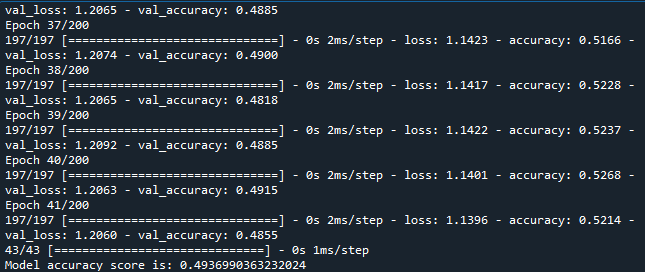 val_loss: 1.2065 - val_accuracy: 0.4885
Epoch 37/200
197/197 [==============================] - 0s 2ms/step - loss: 1.1423 - accuracy: 0.5166 -
val_loss: 1.2074 - val_accuracy: 0.4900
Epoch 38/200
197/197 [==============================] - 0s 2ms/step - loss: 1.1417 - accuracy: 0.5228 -
val_loss: 1.2065 - val_accuracy: 0.4818
Epoch 39/200
197/197 [==============================] - 0s 2ms/step - loss: 1.1422 - accuracy: 0.5237 -
val_loss: 1.2092 - val_accuracy: 0.4885
Epoch 40/200
197/197 [==============================] - 0s 2ms/step - loss: 1.1401 - accuracy: 0.5268 -
val_loss: 1.2063 - val_accuracy: 0.4915
Epoch 41/200
197/197 [==============================] - 0s 2ms/step - loss: 1.1396 - accuracy: 0.5214 -
val_loss: 1.2060 - val_accuracy: 0.4855
43/43 [==============================] - 0s 1ms/step
Model accuracy score is: 0.4936990363232024